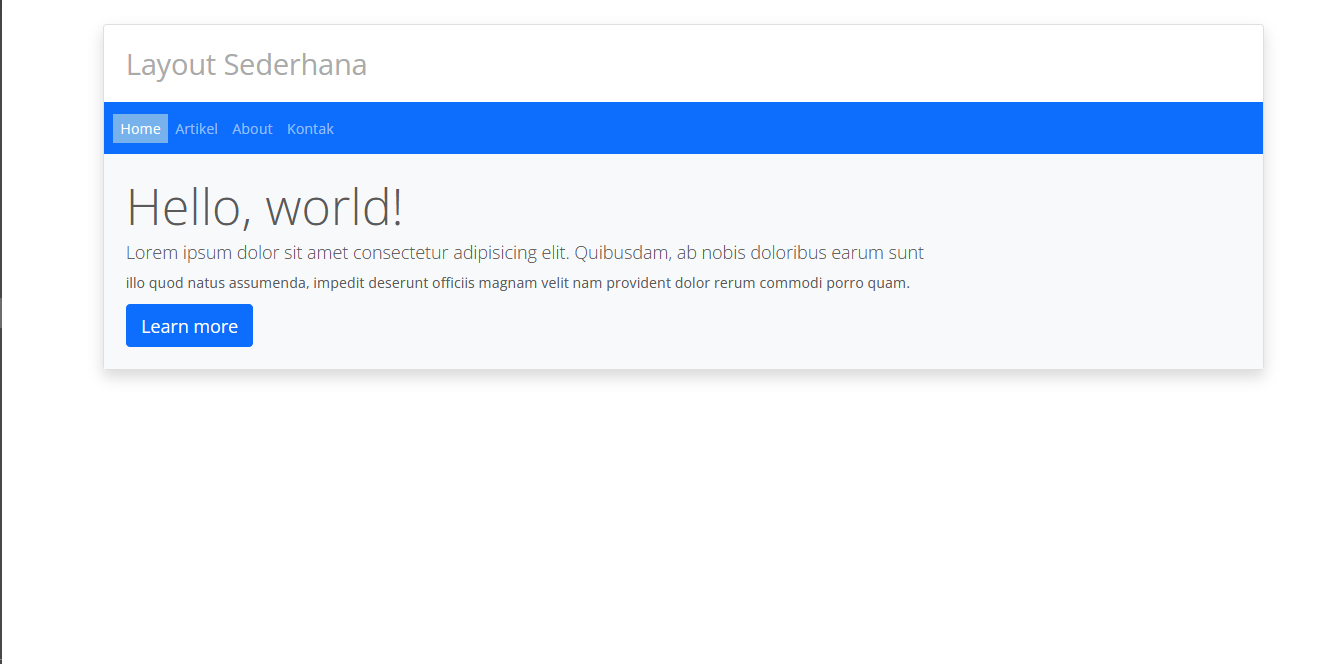 Layout Sederhana
Home Artikel About Kontak
Hello, world!
Lorem ipsum dolor sit amet consectetur adipisicing elit. Quibusdam, ab nobis doloribus earum sunt
illo quod natus assumenda, impedit deserunt officiis magnam velit nam provident dolor rerum commodi porro quam.
Learn more